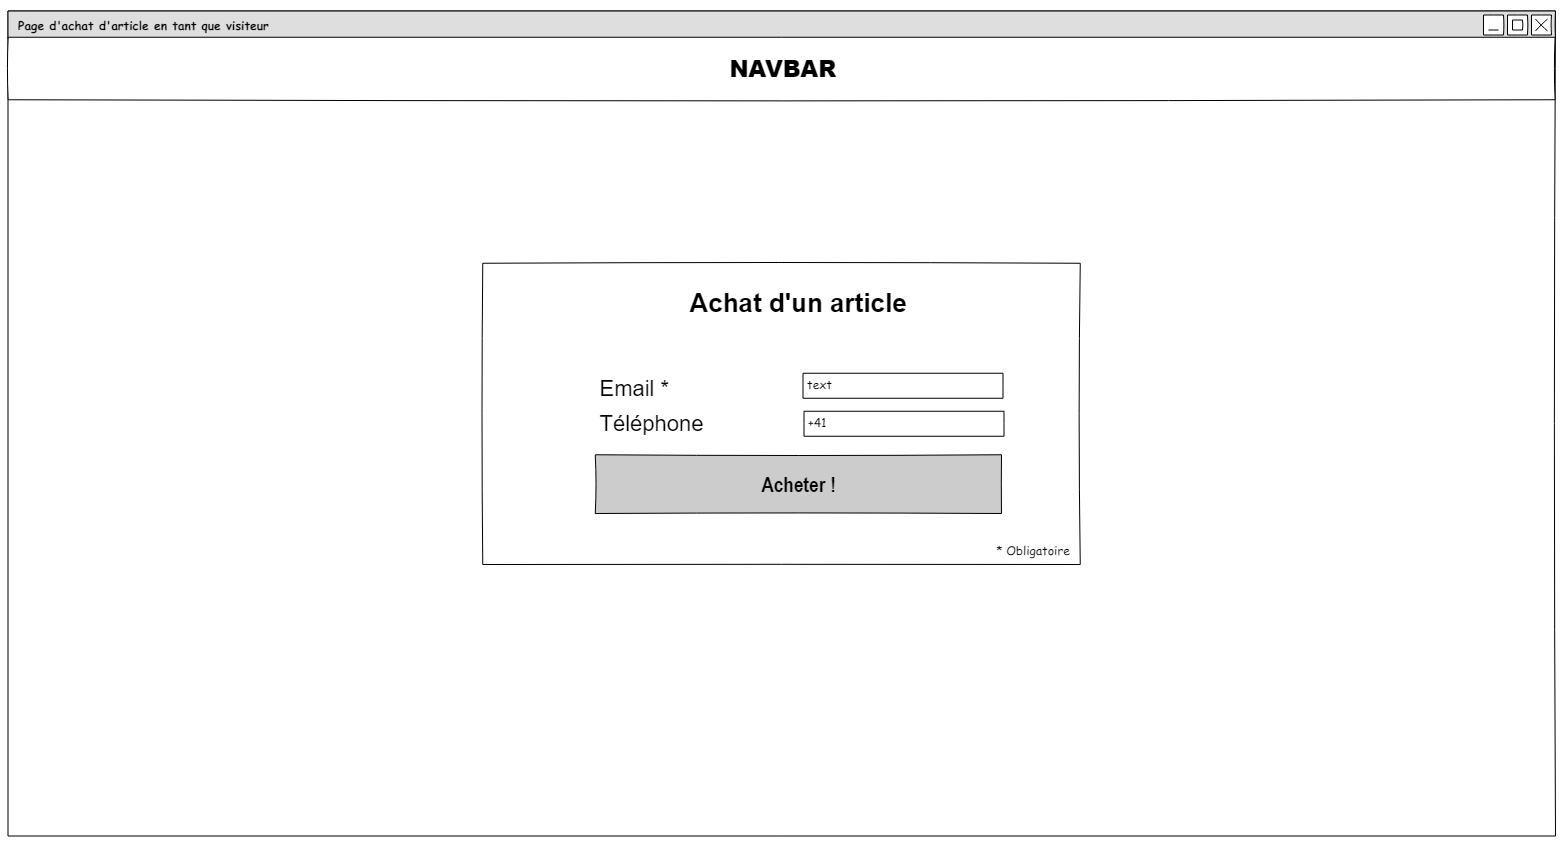 Page d'achat d'article en tant que visiteur
NAVBAR
Achat d'un article
Email *
text
Téléphone
+41
Acheter !
* Obligatoire